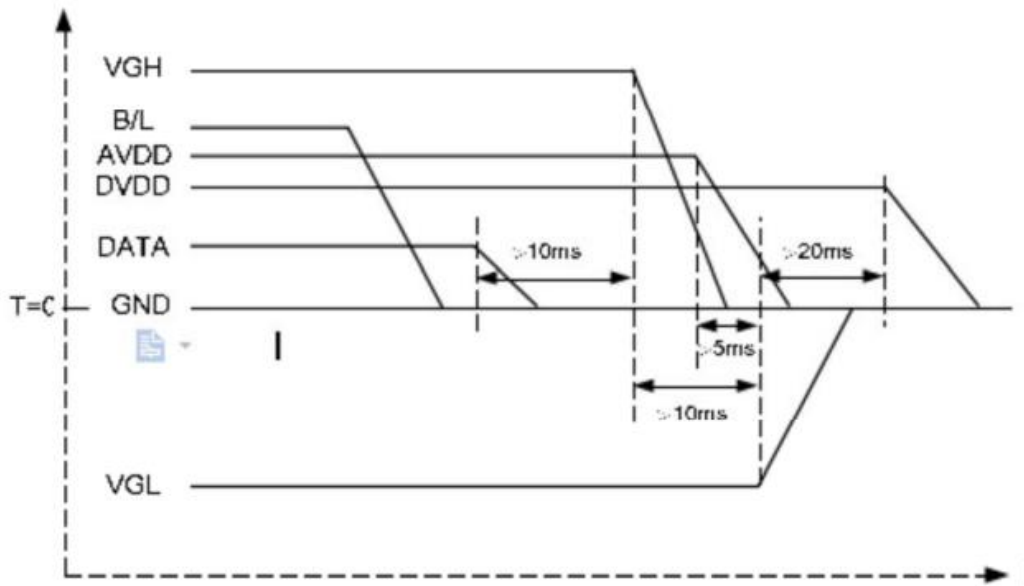 VGH
B/L
AVDD
DVDD
DATA
>10ms
>20ms
T=0
GND
>5ms
>10ms
VGL